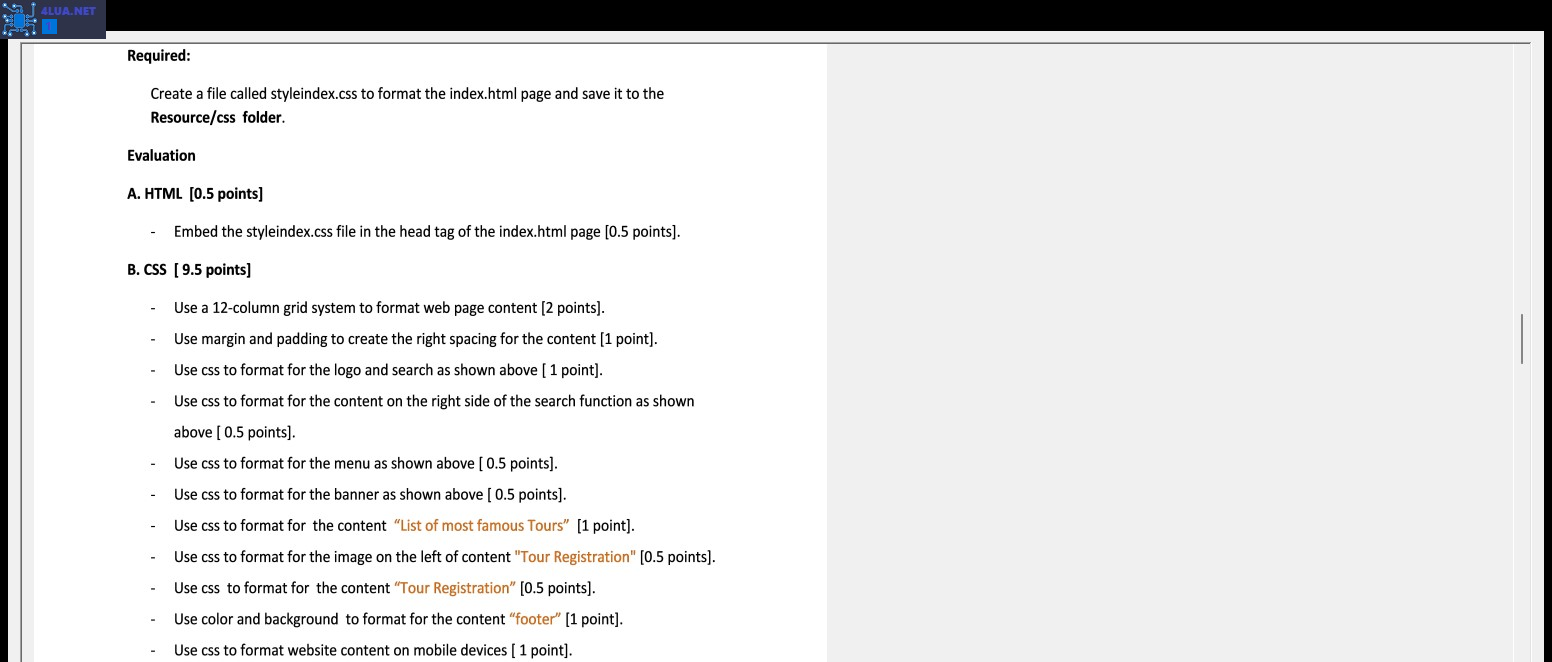 4LUA.NET
Required:
Create a file called styleindex.css to format the index.html page and save it to the
Resource/css folder.
Evaluation
A. HTML [0.5 points]
- Embed the styleindex.css file in the head tag of the index.html page [0.5 points].
B. CSS [ 9.5 points]
- Use a 12-column grid system to format web page content [2 points].
- Use margin and padding to create the right spacing for the content [1 point].
- Use css to format for the logo and search as shown above [ 1 point].
- Use css to format for the content on the right side of the search function as shown
above [ 0.5 points].
- Use css to format for the menu as shown above [ 0.5 points].
- Use css to format for the banner as shown above [ 0.5 points].
- Use css to format for the content “List of most famous Tours” [1 point].
- Use css to format for the image on the left of content "Tour Registration" [0.5 points].
- Use css to format for the content “Tour Registration” [0.5 points].
- Use color and background to format for the content “footer” [1 point].
- Use css to format website content on mobile devices [ 1 point].